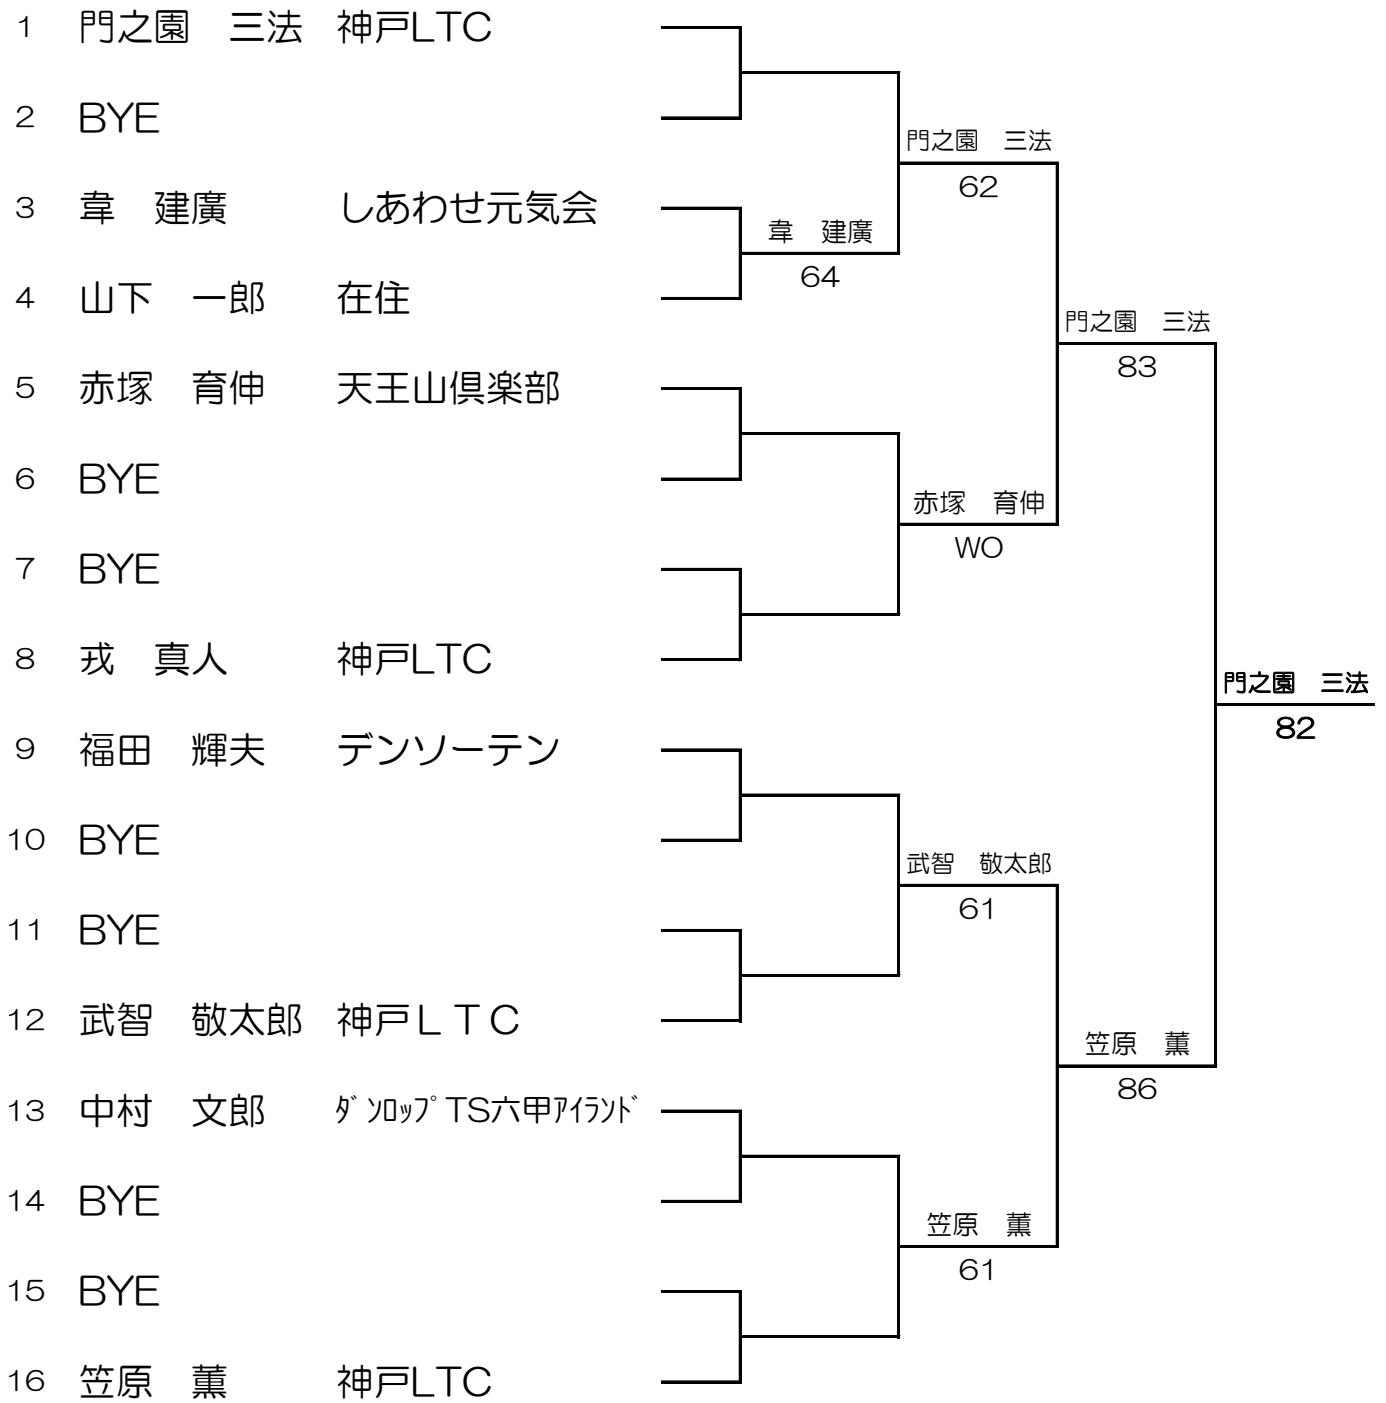 1 門之園 三法 神戸LTC
2 BYE
門之園 三法
62
3 韋 建廣 しあわせ元気会
韋 建廣
64
4 山下 一郎 在住
門之園 三法
83
5 赤塚 育伸 天王山倶楽部
6 BYE
赤塚 育伸
WO
7 BYE
8 戎 真人 神戸LTC
門之園 三法
82
9 福田 輝夫 デンソーテン
10 BYE
武智 敬太郎
61
11 BYE
12 武智 敬太郎 神戸ＬＴＣ
笠原 薫
86
13 中村 文郎 ﾀﾞﾝﾛｯﾌﾟTS六甲ｱｲﾗﾝﾄﾞ
14 BYE
笠原 薫
61
15 BYE
16 笠原 薫 神戸LTC